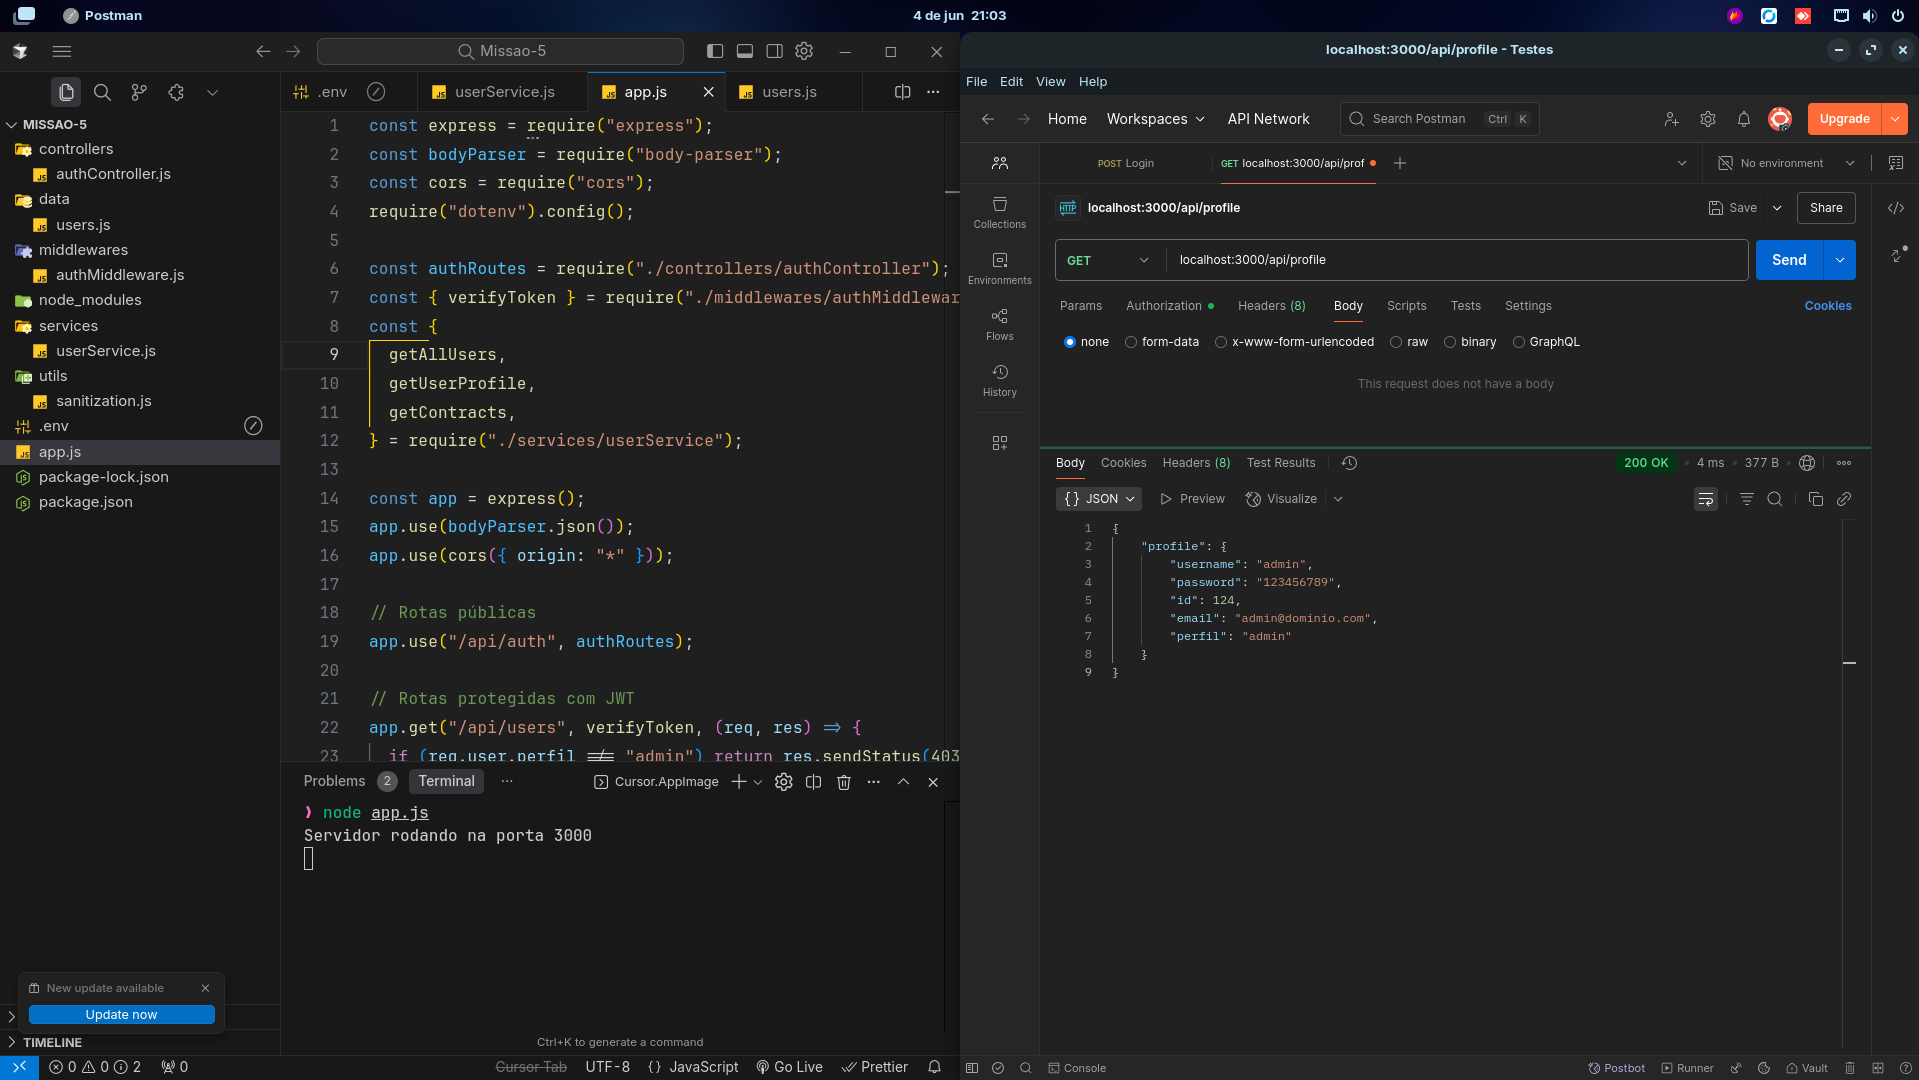 Postman
4 de jun 21:03
Missao-5
.env
userService.js
app.js
users.js
MISSAO-5
controllers
authController.js
data
users.js
middlewares
authMiddleware.js
node_modules
services
userService.js
utils
sanitization.js
.env
app.js
package-lock.json
package.json
1 const express = require("express");
2 const bodyParser = require("body-parser");
3 const cors = require("cors");
4 require("dotenv").config();
5
6 const authRoutes = require("./controllers/authController");
7 const { verifyToken } = require("./middlewares/authMiddlewar
8 const {
9 getAllUsers,
10 getUserProfile,
11 getContracts,
12 } = require("./services/userService");
13
14 const app = express();
15 app.use(bodyParser.json());
16 app.use(cors({ origin: "*" }));
17
18 // Rotas públicas
19 app.use("/api/auth", authRoutes);
20
21 // Rotas protegidas com JWT
22 app.get("/api/users", verifyToken, (req, res) => {
23 if (req.user.perfil !== "admin") return res.sendStatus(403
Problems 2 Terminal ··· Cursor.AppImage
❱ node app.js
Servidor rodando na porta 3000
Ctrl+K to generate a command
New update available
Update now
TIMELINE
0 0 2 0 Cursor Tab UTF-8 {} JavaScript Go Live Prettier
localhost:3000/api/profile - Testes
File Edit View Help
Home Workspaces API Network Search Postman Ctrl K Upgrade
POST Login GET localhost:3000/api/prof No environment
HTTP localhost:3000/api/profile Save Share
GET localhost:3000/api/profile Send
Params Authorization Headers (8) Body Scripts Tests Settings Cookies
none form-data x-www-form-urlencoded raw binary GraphQL
This request does not have a body
Collections
Environments
Flows
History
Body Cookies Headers (8) Test Results 200 OK • 4 ms • 377 B
{} JSON Preview Visualize
1 {
2 "profile": {
3 "username": "admin",
4 "password": "123456789",
5 "id": 124,
6 "email": "admin@dominio.com",
7 "perfil": "admin"
8 }
9 }
Console Postbot Runner Vault